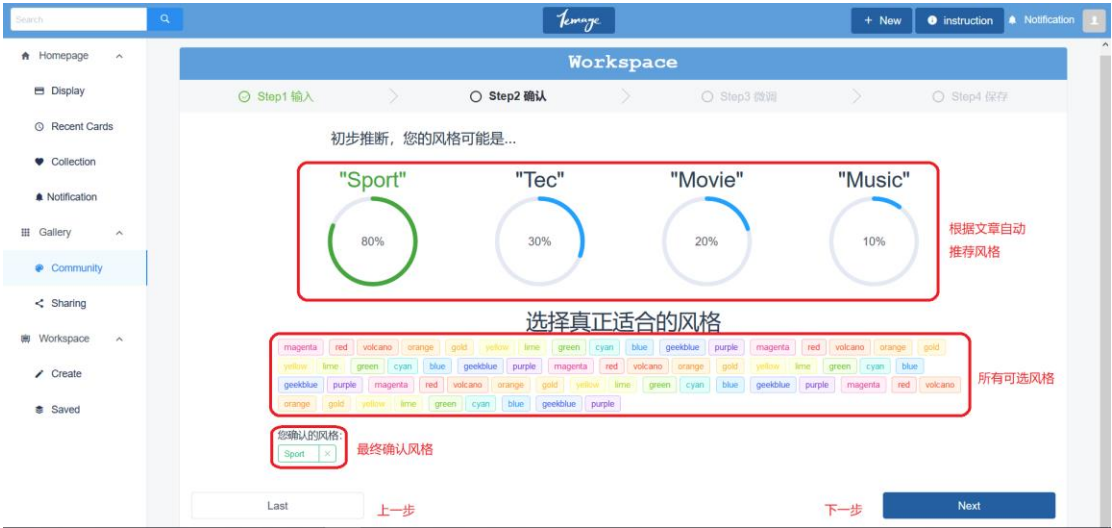 Search
Temage
+ New
instruction
Notification
Homepage
Display
Recent Cards
Collection
Notification
Gallery
Community
Sharing
Workspace
Create
Saved
Workspace
Step1 输入
Step2 确认
Step3 微调
Step4 保存
初步推断，您的风格可能是...
"Sport" "Tec" "Movie" "Music"
80% 30% 20% 10%
根据文章自动
推荐风格
选择真正适合的风格
magenta red volcano orange gold yellow lime green cyan blue geekblue purple magenta red volcano orange gold
yellow lime green cyan blue geekblue purple magenta red volcano orange gold yellow lime green cyan blue
geekblue purple magenta red volcano orange gold yellow lime green cyan blue geekblue purple magenta red volcano
orange gold yellow lime green cyan blue geekblue purple
所有可选风格
您确认的风格:
Sport ×
最终确认风格
Last
上一步
下一步
Next